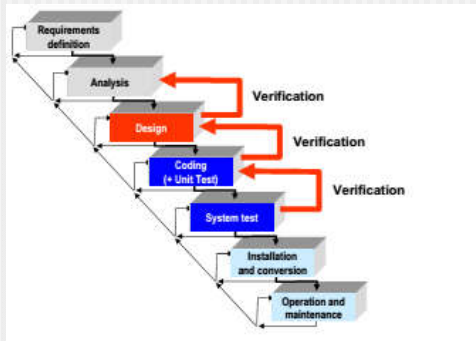 Requirements
definition
Analysis
Verification
Design
Verification
Coding
(+ Unit Test)
Verification
System test
Installation
and conversion
Operation and
maintenance